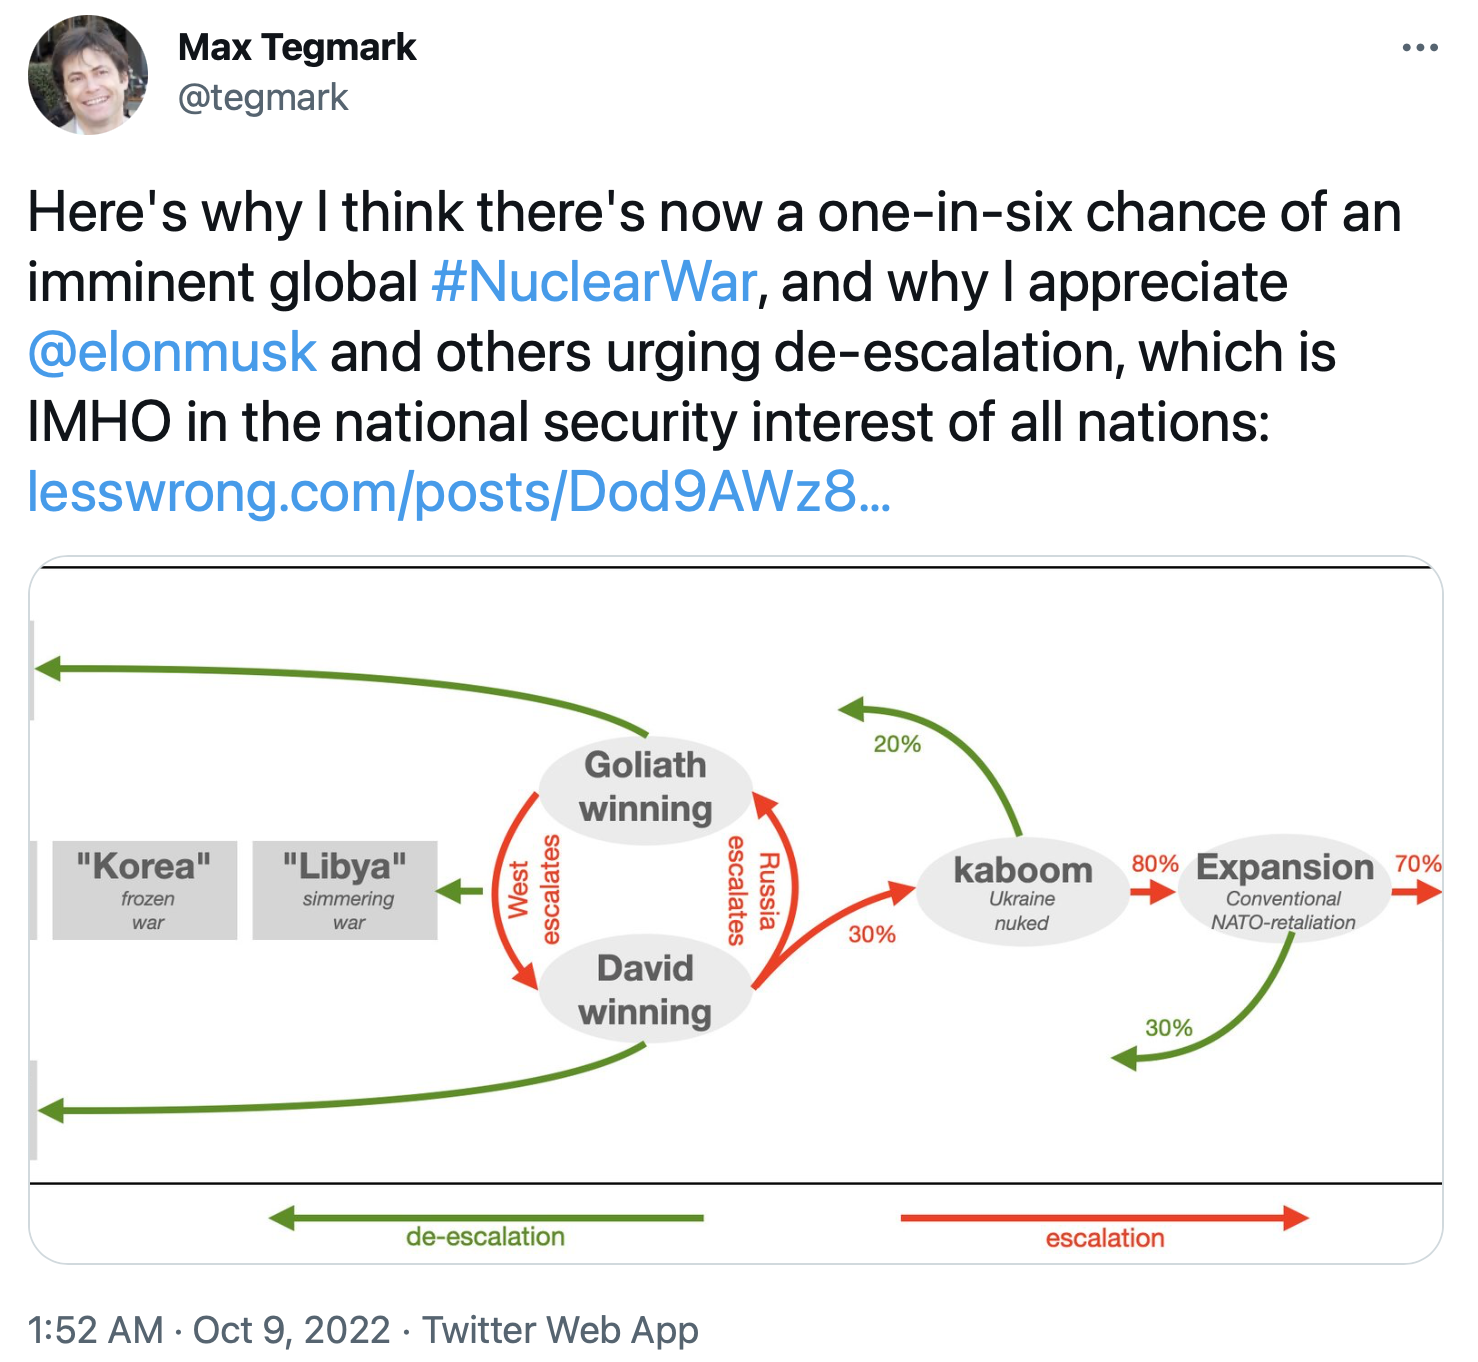 Max Tegmark
@tegmark
Here's why I think there's now a one-in-six chance of an
imminent global #NuclearWar, and why I appreciate
@elonmusk and others urging de-escalation, which is
IMHO in the national security interest of all nations:
lesswrong.com/posts/Dod9AWz8...
Goliath
winning
20%
"Korea"
frozen
war
"Libya"
simmering
war
West
escalates
Russia
escalates
30%
kaboom
Ukraine
nuked
80%
Expansion
Conventional
NATO-retaliation
70%
David
winning
30%
de-escalation
escalation
1:52 AM · Oct 9, 2022 · Twitter Web App